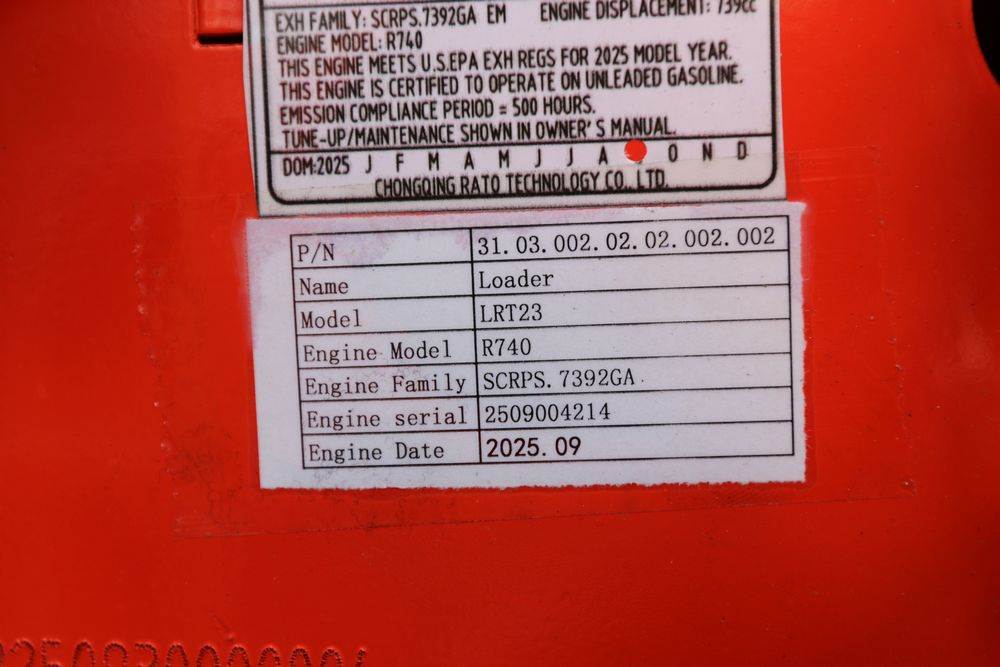 EXH FAMILY: SCRPS.7392GA EM ENGINE DISPLACEMENT: 739cc
ENGINE MODEL: R740
THIS ENGINE MEETS U.S.EPA EXH REGS FOR 2025 MODEL YEAR.
THIS ENGINE IS CERTIFIED TO OPERATE ON UNLEADED GASOLINE.
EMISSION COMPLIANCE PERIOD = 500 HOURS.
TUNE-UP/MAINTENANCE SHOWN IN OWNER'S MANUAL.
DOM:2025 J F M A M J J A O N D
CHONGQING RATO TECHNOLOGY CO., LTD.
P/N 31.03.002.02.02.002.002
Name Loader
Model LRT23
Engine Model R740
Engine Family SCRPS.7392GA
Engine serial 2509004214
Engine Date 2025.09